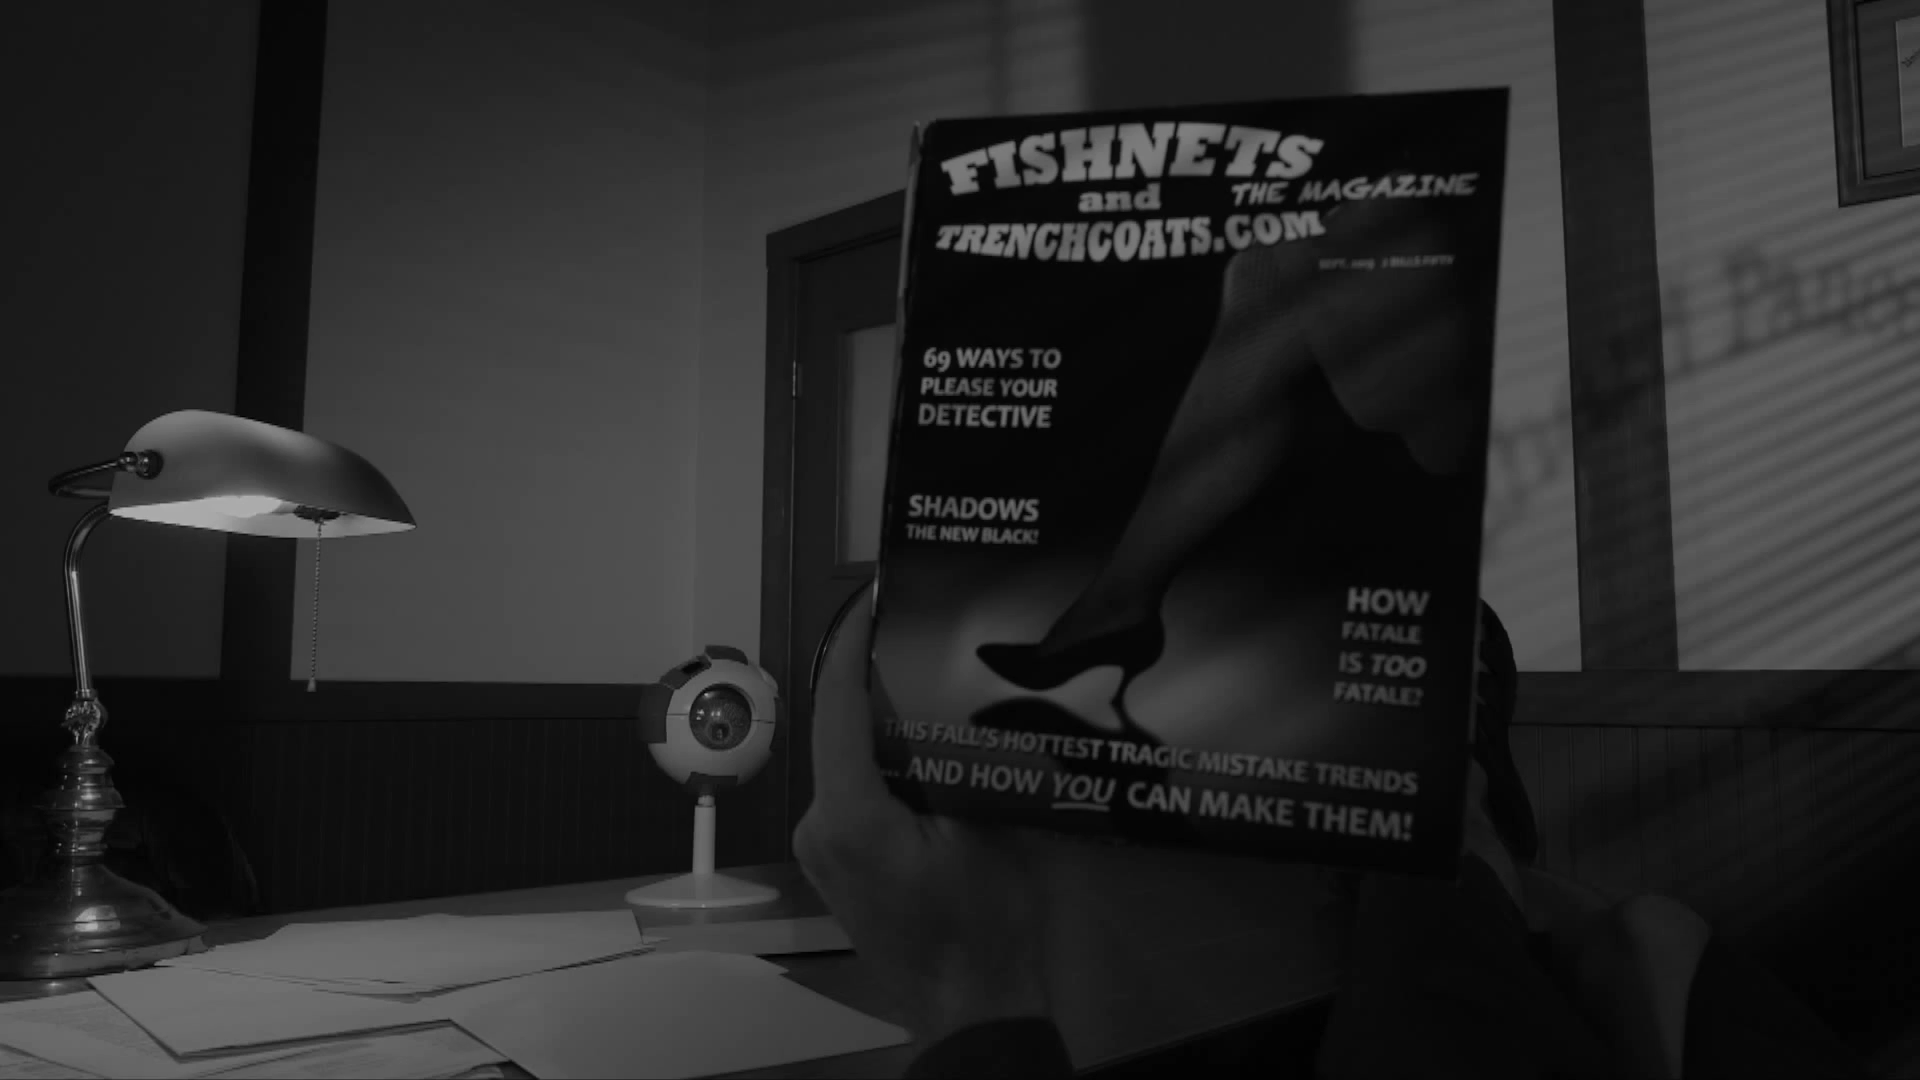 FISHNETS
and
THE MAGAZINE
TRENCHCOATS.COM
69 WAYS TO
PLEASE YOUR
DETECTIVE
SHADOWS
THE NEW BLACK!
HOW
FATALE
IS TOO
FATALE?
THIS FALL'S HOTTEST TRAGIC MISTAKE TRENDS
... AND HOW YOU CAN MAKE THEM!